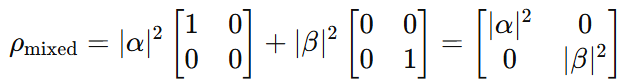 ρ_mixed = |α|² [1 0; 0 0] + |β|² [0 0; 0 1] = [|α|² 0; 0 |β|²]